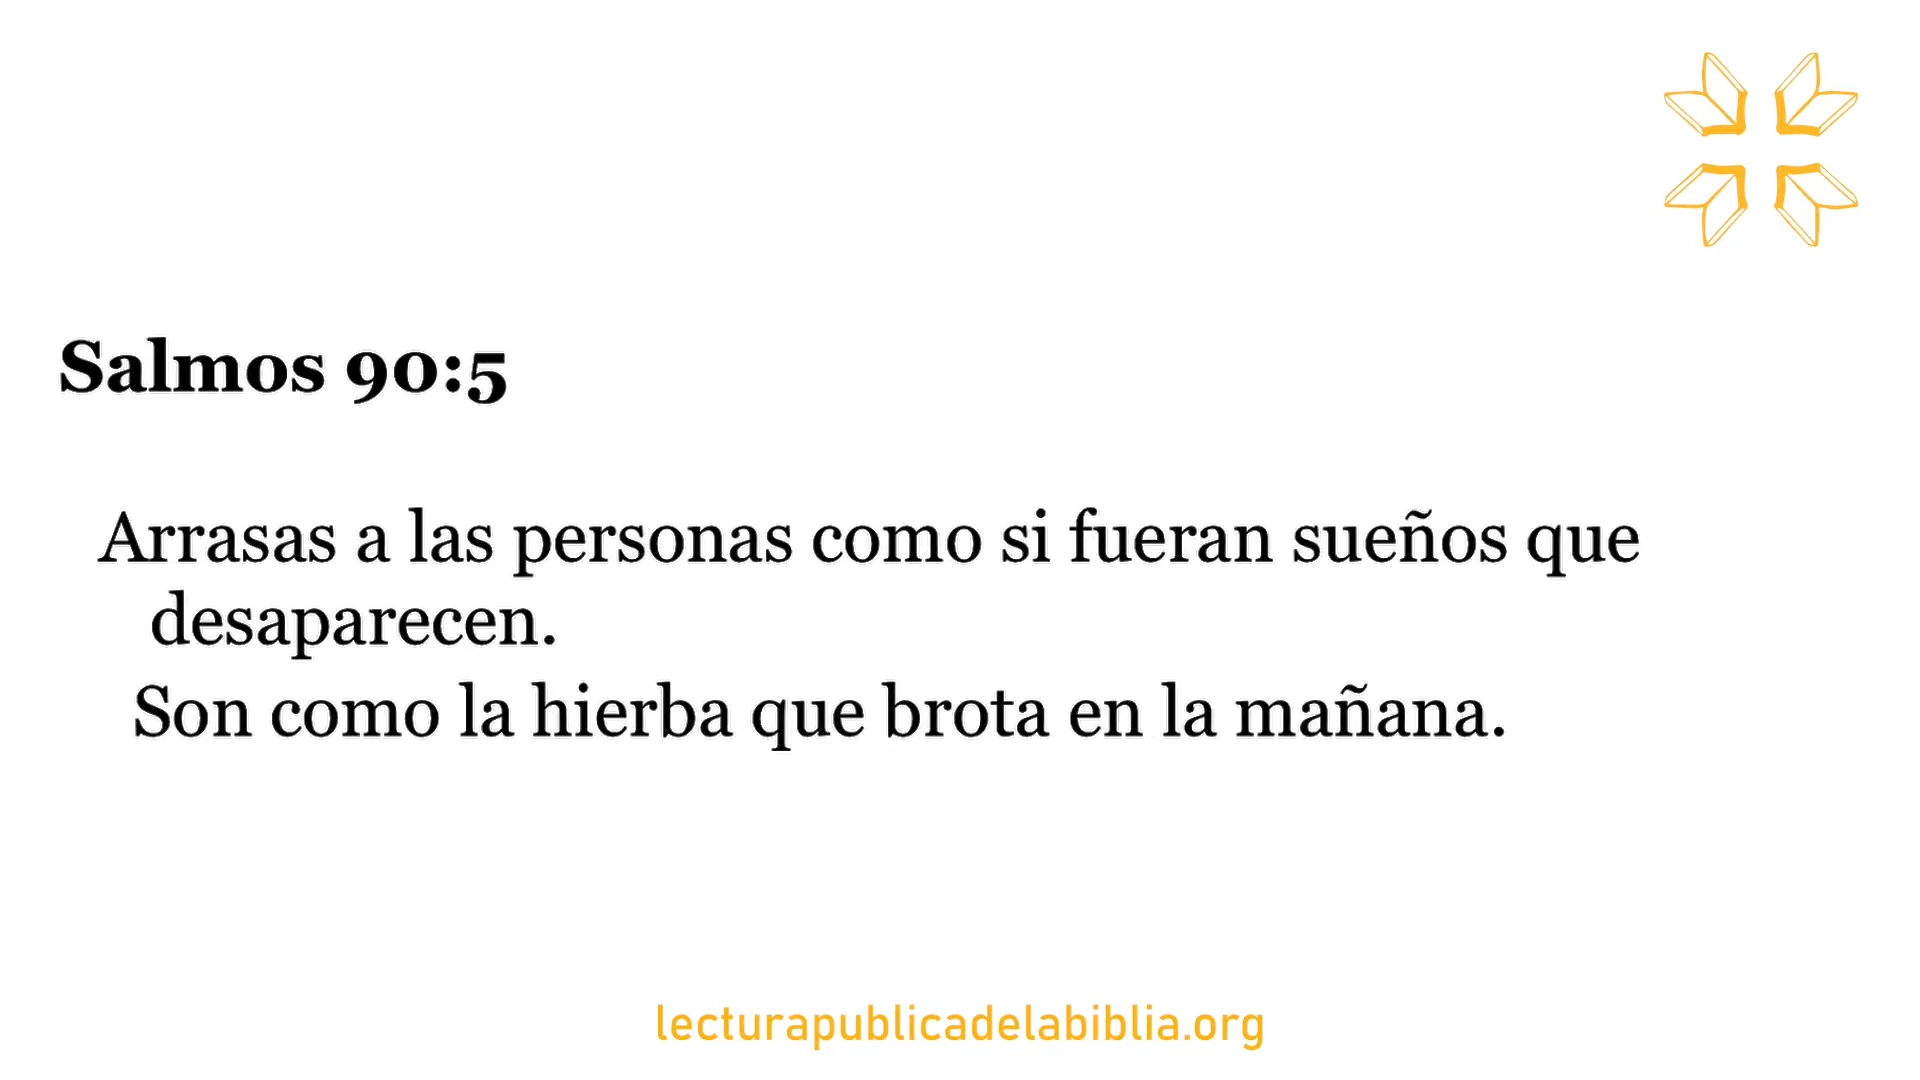 Salmos 90:5
Arrasas a las personas como si fueran sueños que
desaparecen.
Son como la hierba que brota en la mañana.
lecturapublicadelabiblia.org